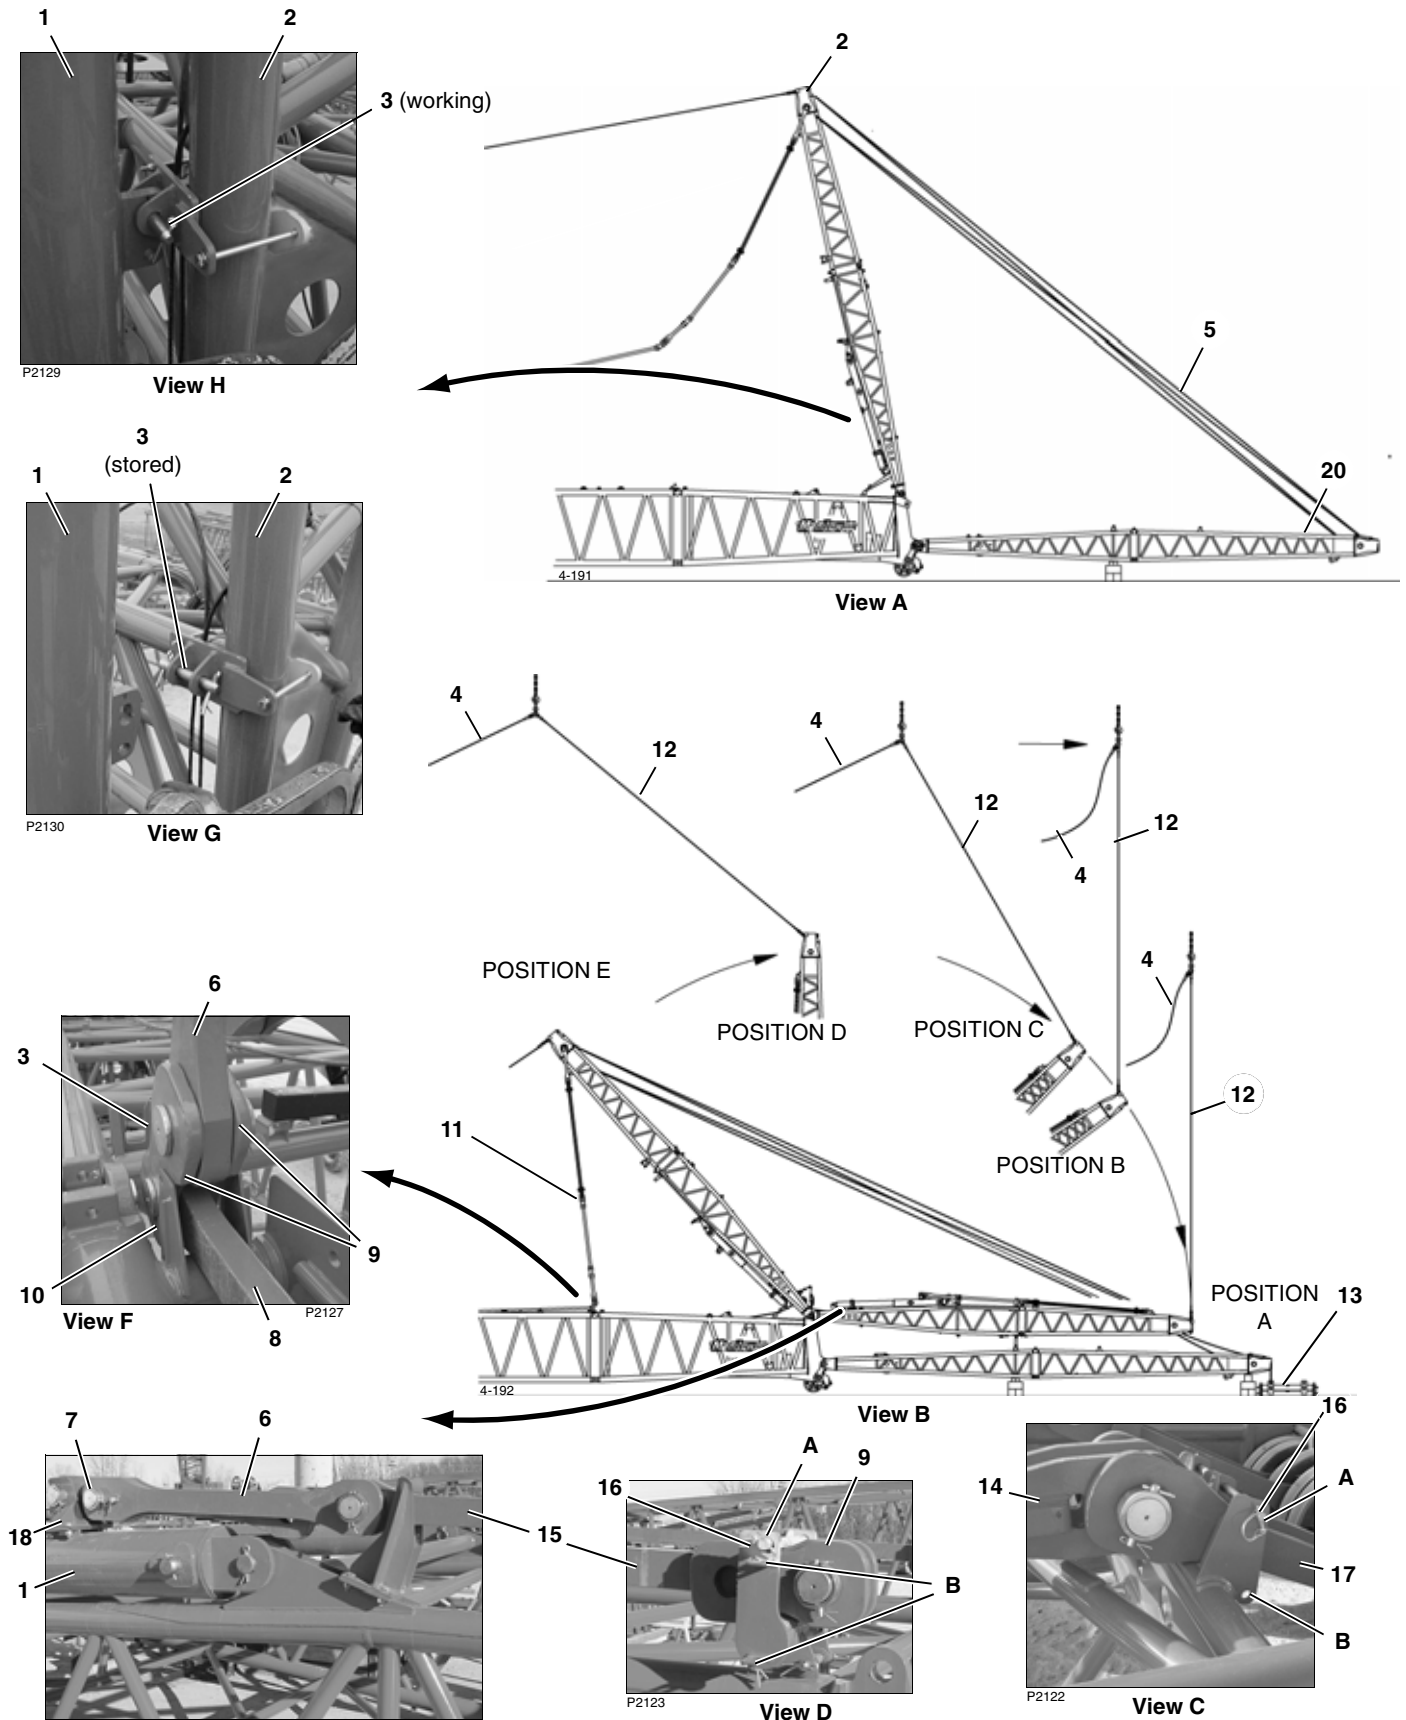 1
2
3 (working)
P2129
View H
2
5
20
4-191
View A
3
(stored)
1
2
P2130
View G
4
12
4
12
4
12
4
12
POSITION E
POSITION D
POSITION C
POSITION B
POSITION
A
6
3
9
10
8
P2127
View F
11
13
4-192
View B
7
6
18
1
15
A
9
16
B
P2123
View D
16
A
14
17
B
P2122
View C